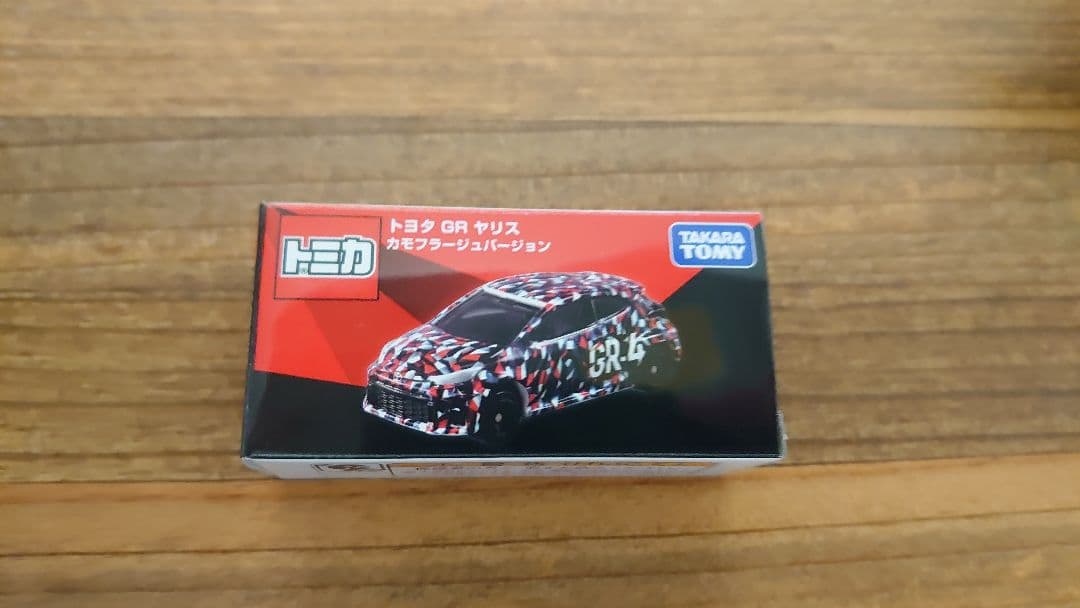 トミカ
トヨタ GR ヤリス
カモフラージュバージョン
TAKARA
TOMY
GR-4